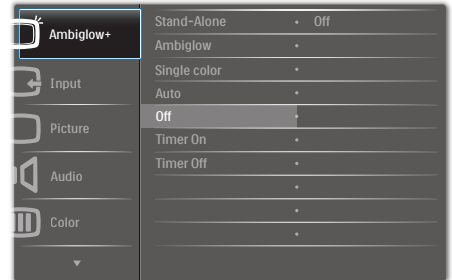 Ambiglow+
Input
Picture
Audio
Color
Stand-Alone • Off
Ambiglow •
Single color •
Auto •
Off •
Timer On •
Timer Off •
•
•
•